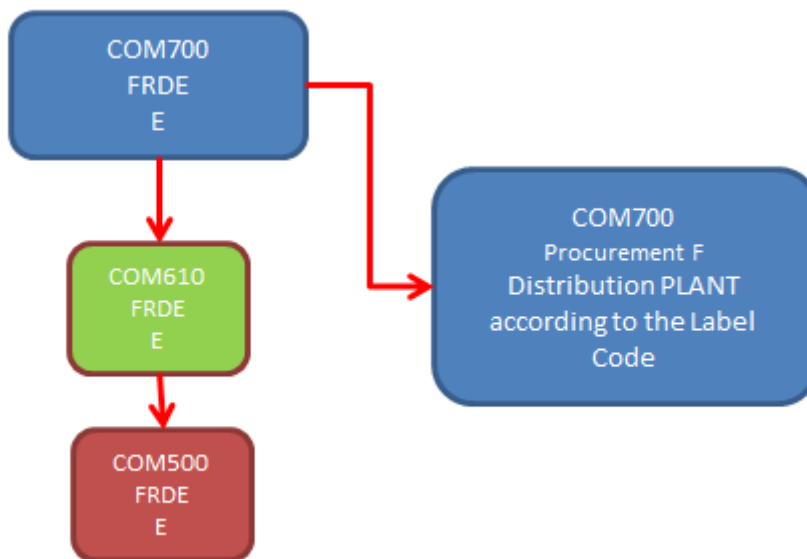 COM700
FRDE
E
COM700
Procurement F
Distribution PLANT
according to the Label
Code
COM610
FRDE
E
COM500
FRDE
E